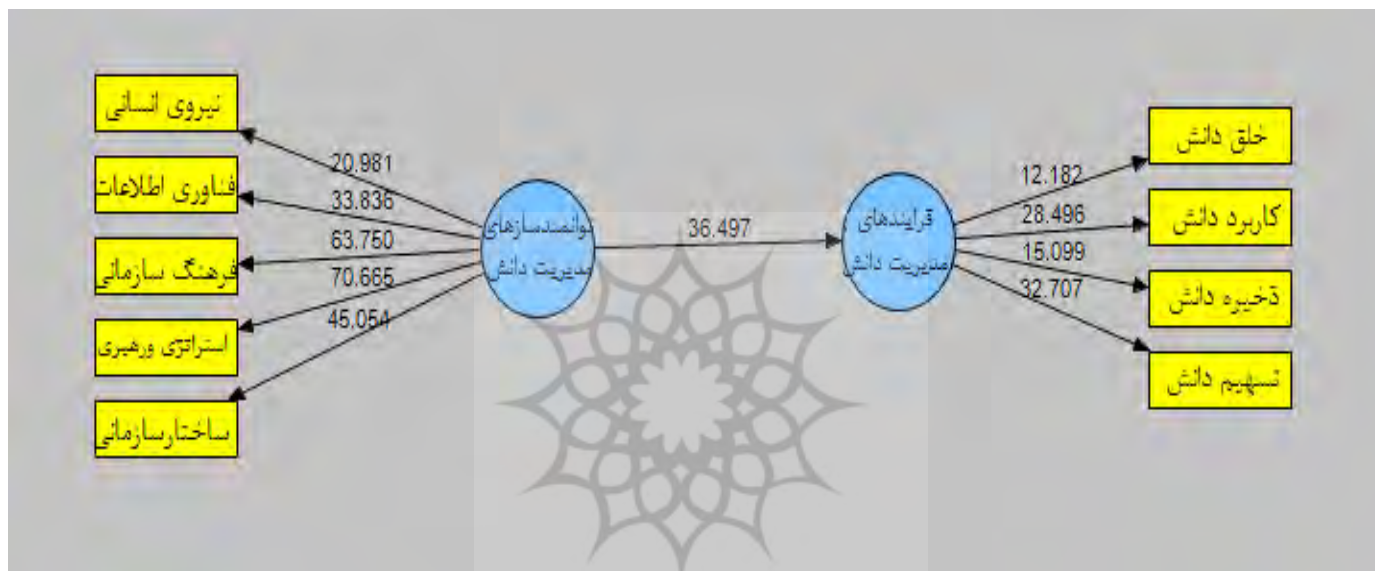 نیروی انسانی
فناوری اطلاعات
فرهنگ سازمانی
استراتژی ورهبری
ساختارسازمانی
20.981
33.836
63.750
70.665
45.054
توانمندسازهای
مدیریت دانش
36.497
فرایندهای
مدیریت دانش
12.182
28.496
15.099
32.707
خلق دانش
کاربرد دانش
ذخیره دانش
تسهیم دانش